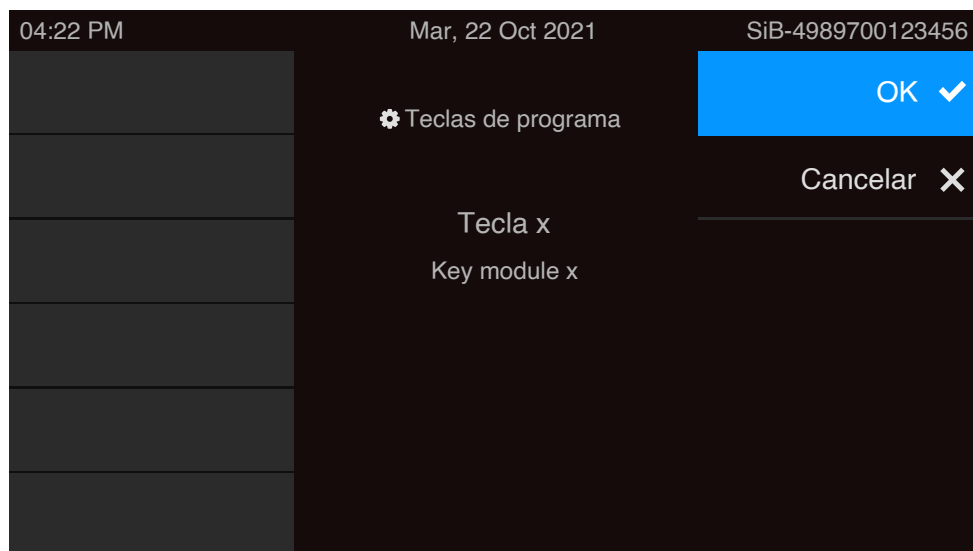 04:22 PM Mar, 22 Oct 2021 SiB-4989700123456
OK
Teclas de programa
Cancelar
Tecla x
Key module x